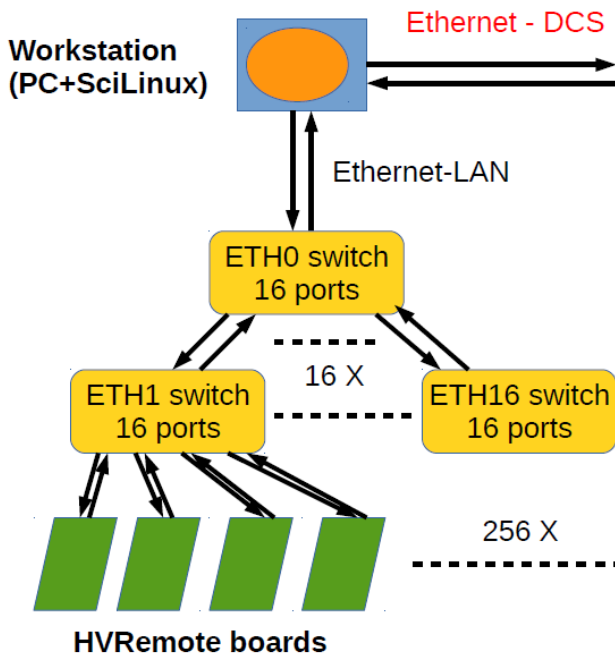 Ethernet - DCS
Workstation
(PC+SciLinux)
Ethernet-LAN
ETH0 switch
16 ports
16 X
ETH1 switch
16 ports
ETH16 switch
16 ports
256 X
HVRemote boards